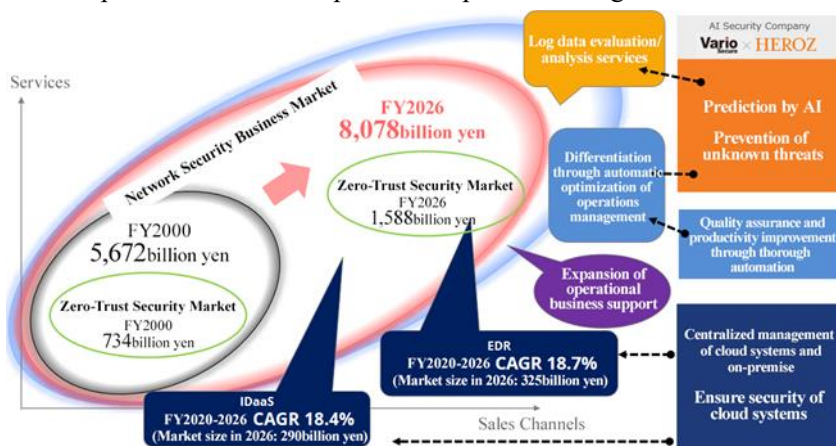 Services
Network Security Business Market
FY2026
8,078billion yen
Zero-Trust Security Market
FY2026
1,588billion yen
FY2000
5,672billion yen
Zero-Trust Security Market
FY2000
734billion yen
Log data evaluation/
analysis services
Differentiation
through automatic
optimization of
operations
management
Expansion of
operational
business support
EDR
FY2020-2026 CAGR 18.7%
(Market size in 2026: 325billion yen)
IDaaS
FY2020-2026 CAGR 18.4%
(Market size in 2026: 290billion yen)
Sales Channels
AI Security Company
Vario Secure × HEROZ
Prediction by AI
Prevention of
unknown threats
Quality assurance and
productivity improvement
through thorough
automation
Centralized management
of cloud systems and
on-premise
Ensure security of
cloud systems